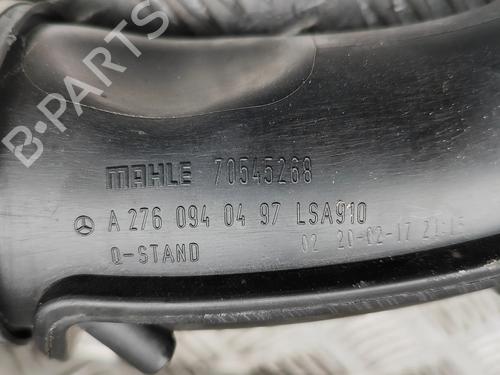 B-PARTS
MAHLE 70545268
A 276 094 04 97 LSA910
Q-STAND 02 20-02-17 21:15